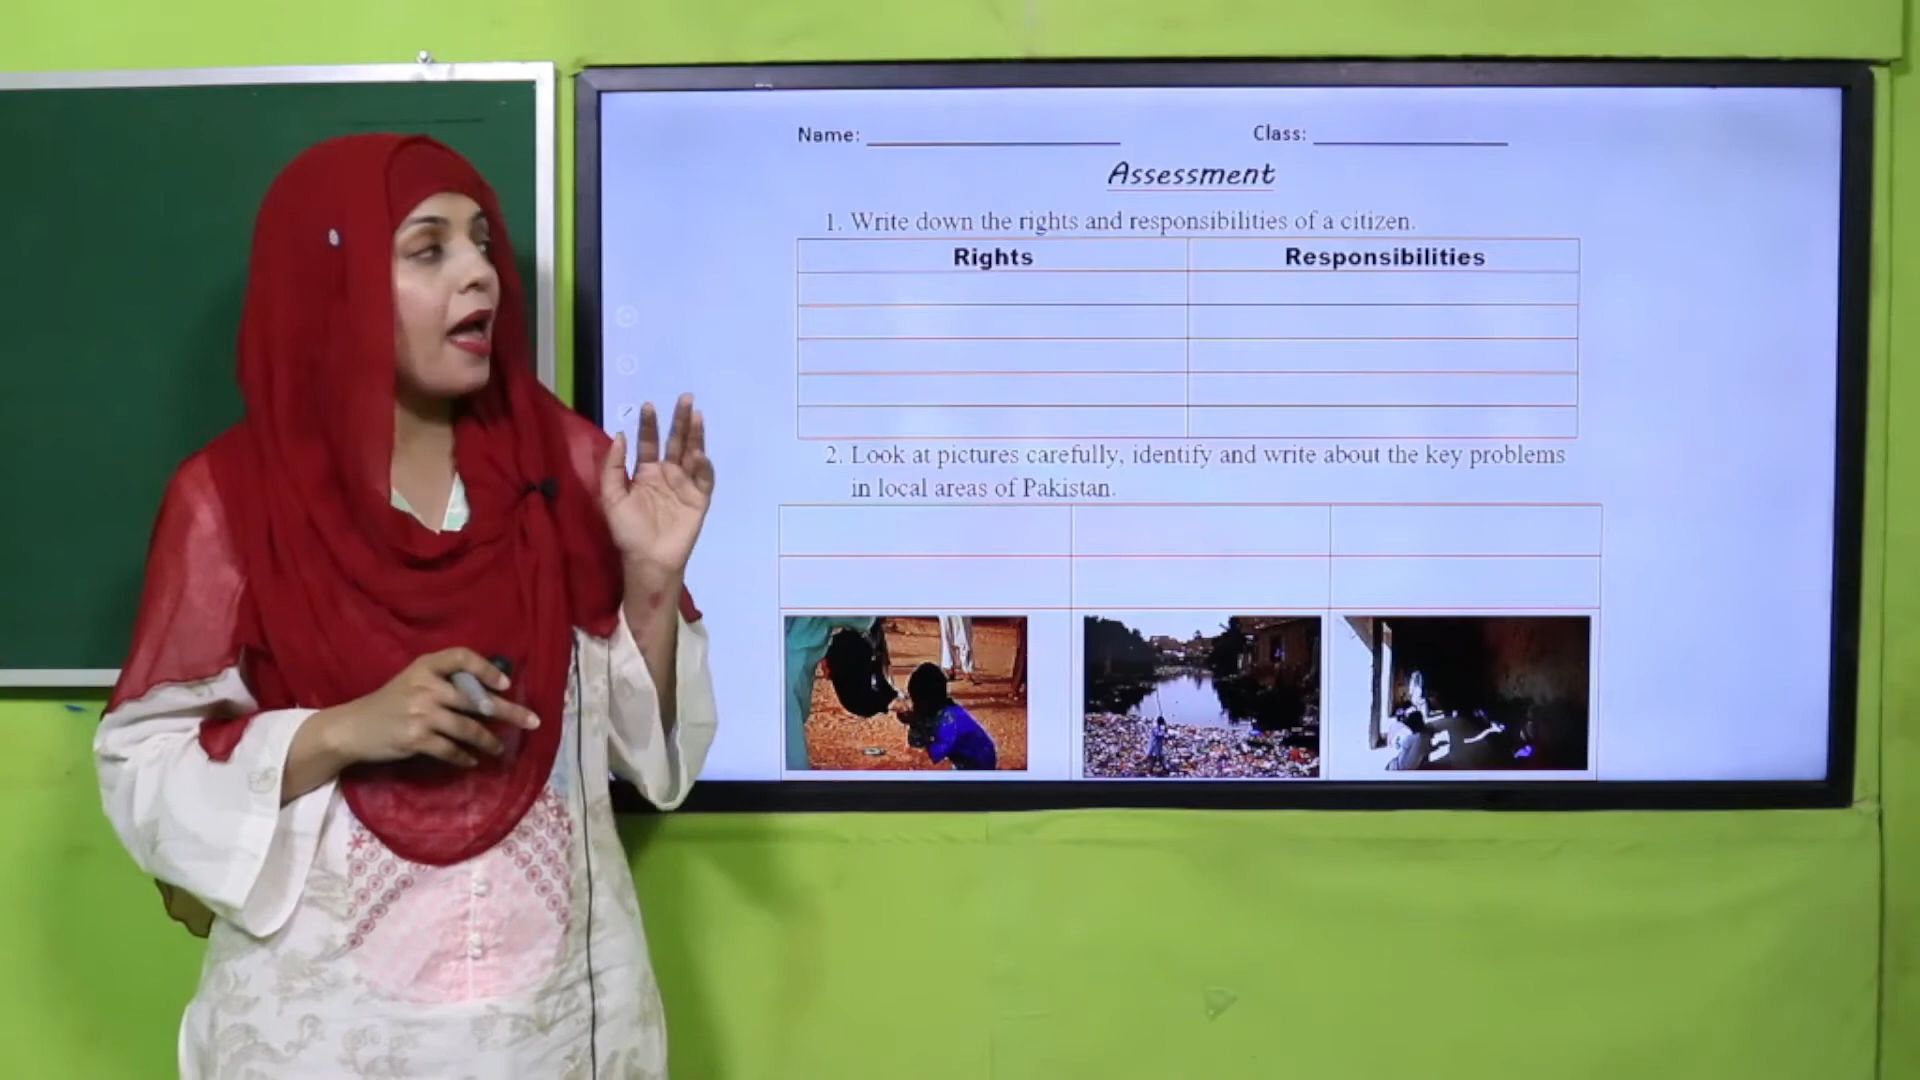 Name: Class:
Assessment
1. Write down the rights and responsibilities of a citizen.
Rights Responsibilities
2. Look at pictures carefully, identify and write about the key problems
in local areas of Pakistan.